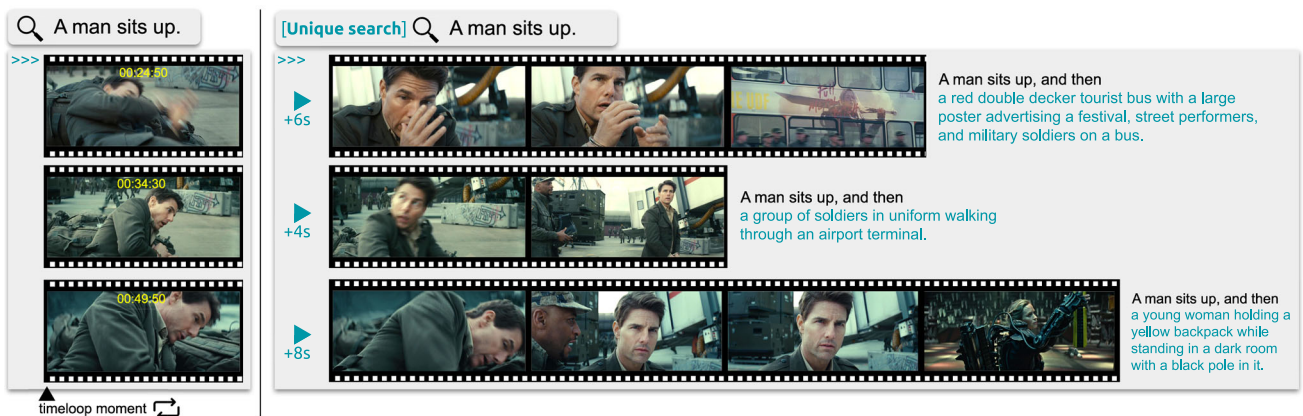 A man sits up.
>>>
00:24:50
00:34:30
00:49:50
timeloop moment
[Unique search] A man sits up.
>>>
+6s
A man sits up, and then
a red double decker tourist bus with a large
poster advertising a festival, street performers,
and military soldiers on a bus.
+4s
A man sits up, and then
a group of soldiers in uniform walking
through an airport terminal.
+8s
A man sits up, and then
a young woman holding a
yellow backpack while
standing in a dark room
with a black pole in it.